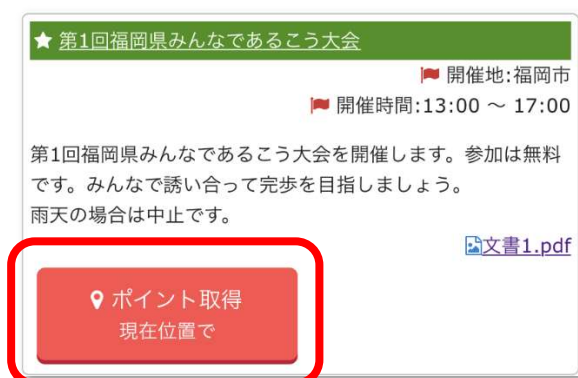 ★ 第1回福岡県みんなであるこう大会
開催地:福岡市
開催時間:13:00 ～ 17:00
第1回福岡県みんなであるこう大会を開催します。参加は無料
です。みんなで誘い合って完歩を目指しましょう。
雨天の場合は中止です。
文書1.pdf
ポイント取得
現在位置で